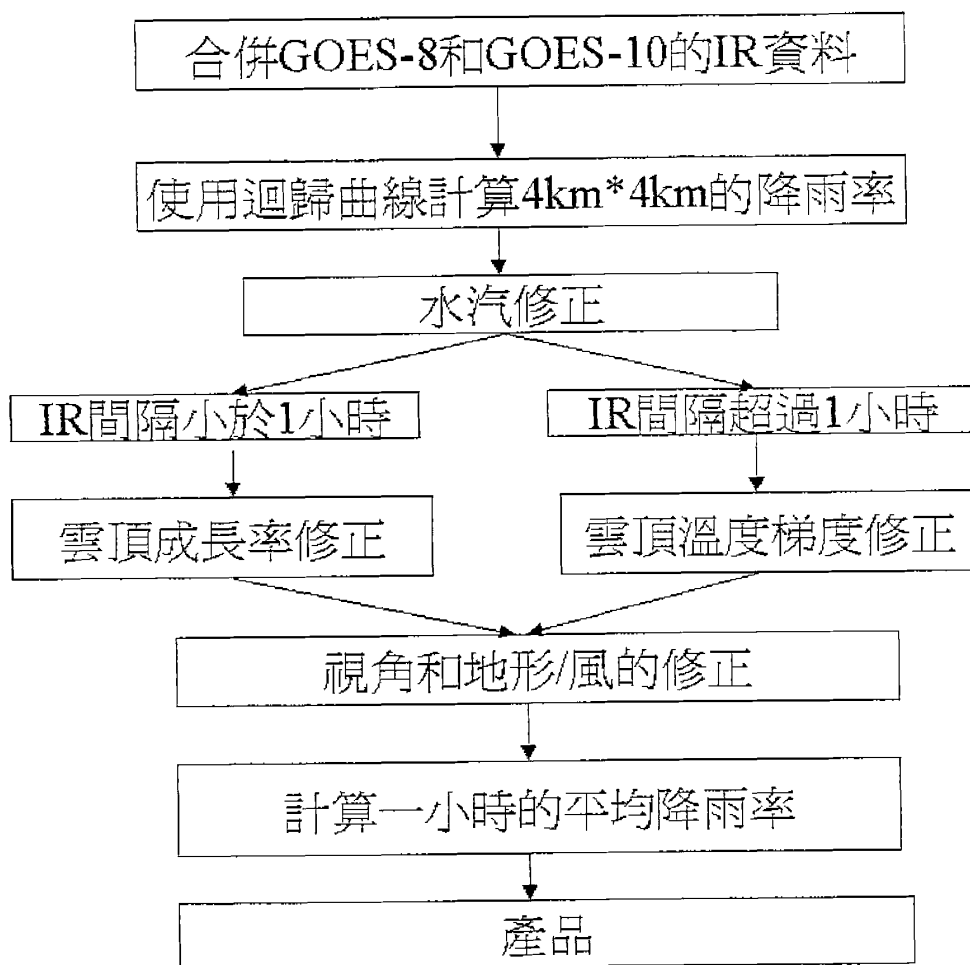 合併GOES-8和GOES-10的IR資料
使用迴歸曲線計算4km*4km的降雨率
水汽修正
IR間隔小於1小時
IR間隔超過1小時
雲頂成長率修正
雲頂溫度梯度修正
視角和地形/風的修正
計算一小時的平均降雨率
產品